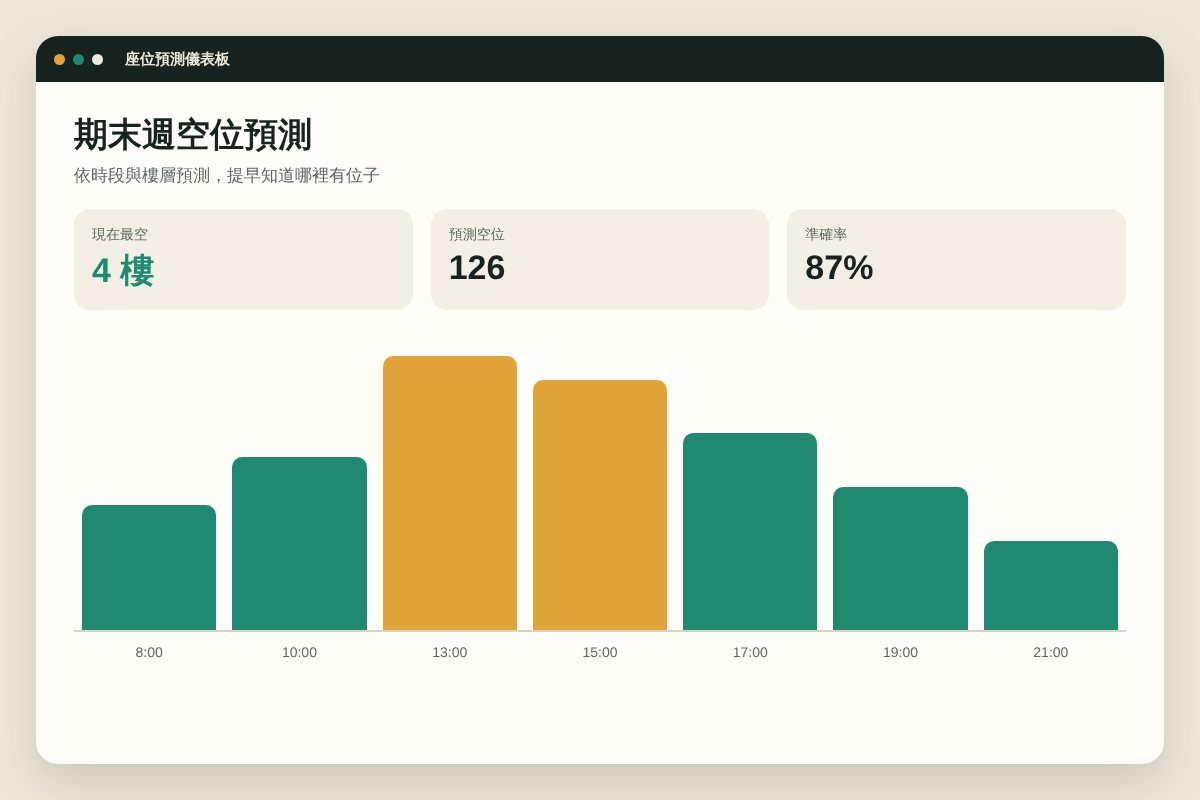 座位預測儀表板
期末週空位預測
依時段與樓層預測，提早知道哪裡有位子
現在最空
4 樓
預測空位
126
準確率
87%
8:00
10:00
13:00
15:00
17:00
19:00
21:00